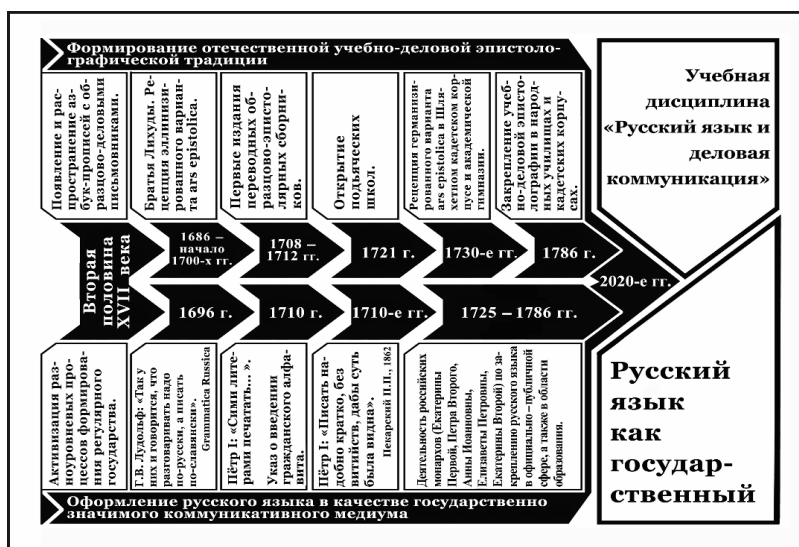 Формирование отечественной учебно-деловой эпистоло-
графической традиции
Появление и рас-
пространение аз-
бук-прописей с об-
разцово-деловыми
письмовниками.
Братья Лихуды. Ре-
цепция эллинизи-
рованного вариан-
та ars epistolica.
Первые издания
переводных об-
разцово-эписто-
лярных сборни-
ков.
Открытие
подьяческих
школ.
Рецепция германизи-
рованного варианта
ars epistolica в Шля-
хетном кадетском кор-
пусе и академической
гимназии.
Закрепление учеб-
но-деловой эписто-
лографии в народ-
ных училищах и
кадетских корпу-
сах.
Учебная
дисциплина
«Русский язык и
деловая
коммуникация»
Вторая
половина
XVII века
1686 –
начало
1700-х гг.
1708 –
1712 гг.
1721 г.
1730-е гг.
1786 г.
2020-е гг.
1696 г.
1710 г.
1710-е гг.
1725 – 1786 гг.
Активизация раз-
ноуровневых про-
цессов формирова-
ния регулярного
государства.
Г.В. Лудольф: «Так у
них и говорится, что
разговаривать надо
по-русски, а писать
по-славянски».
Grammatica Russica
Пётр I: «Сими лите-
рами печатать... ».
Указ о введении
гражданского алфа-
вита.
Пётр I: «Писать на-
добно кратко, без
витийств, дабы суть
была видна».
Пекарский П.П., 1862
Деятельность российских
монархов (Екатерины
Первой, Петра Второго,
Анны Иоанновны,
Елизаветы Петровны,
Екатерины Второй) по за-
креплению русского языка
в официально–публичной
сфере, а также в области
образования.
Русский
язык
как
государ-
ственный
Оформление русского языка в качестве государственно
значимого коммуникативного медиума